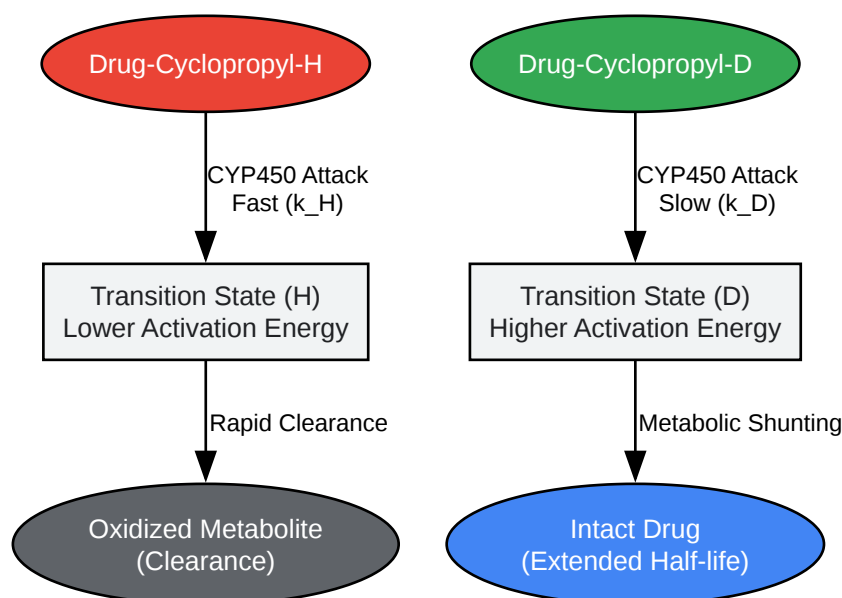 Drug-Cyclopropyl-H
Drug-Cyclopropyl-D
CYP450 Attack
Fast (k_H)
CYP450 Attack
Slow (k_D)
Transition State (H)
Lower Activation Energy
Transition State (D)
Higher Activation Energy
Rapid Clearance
Metabolic Shunting
Oxidized Metabolite
(Clearance)
Intact Drug
(Extended Half-life)